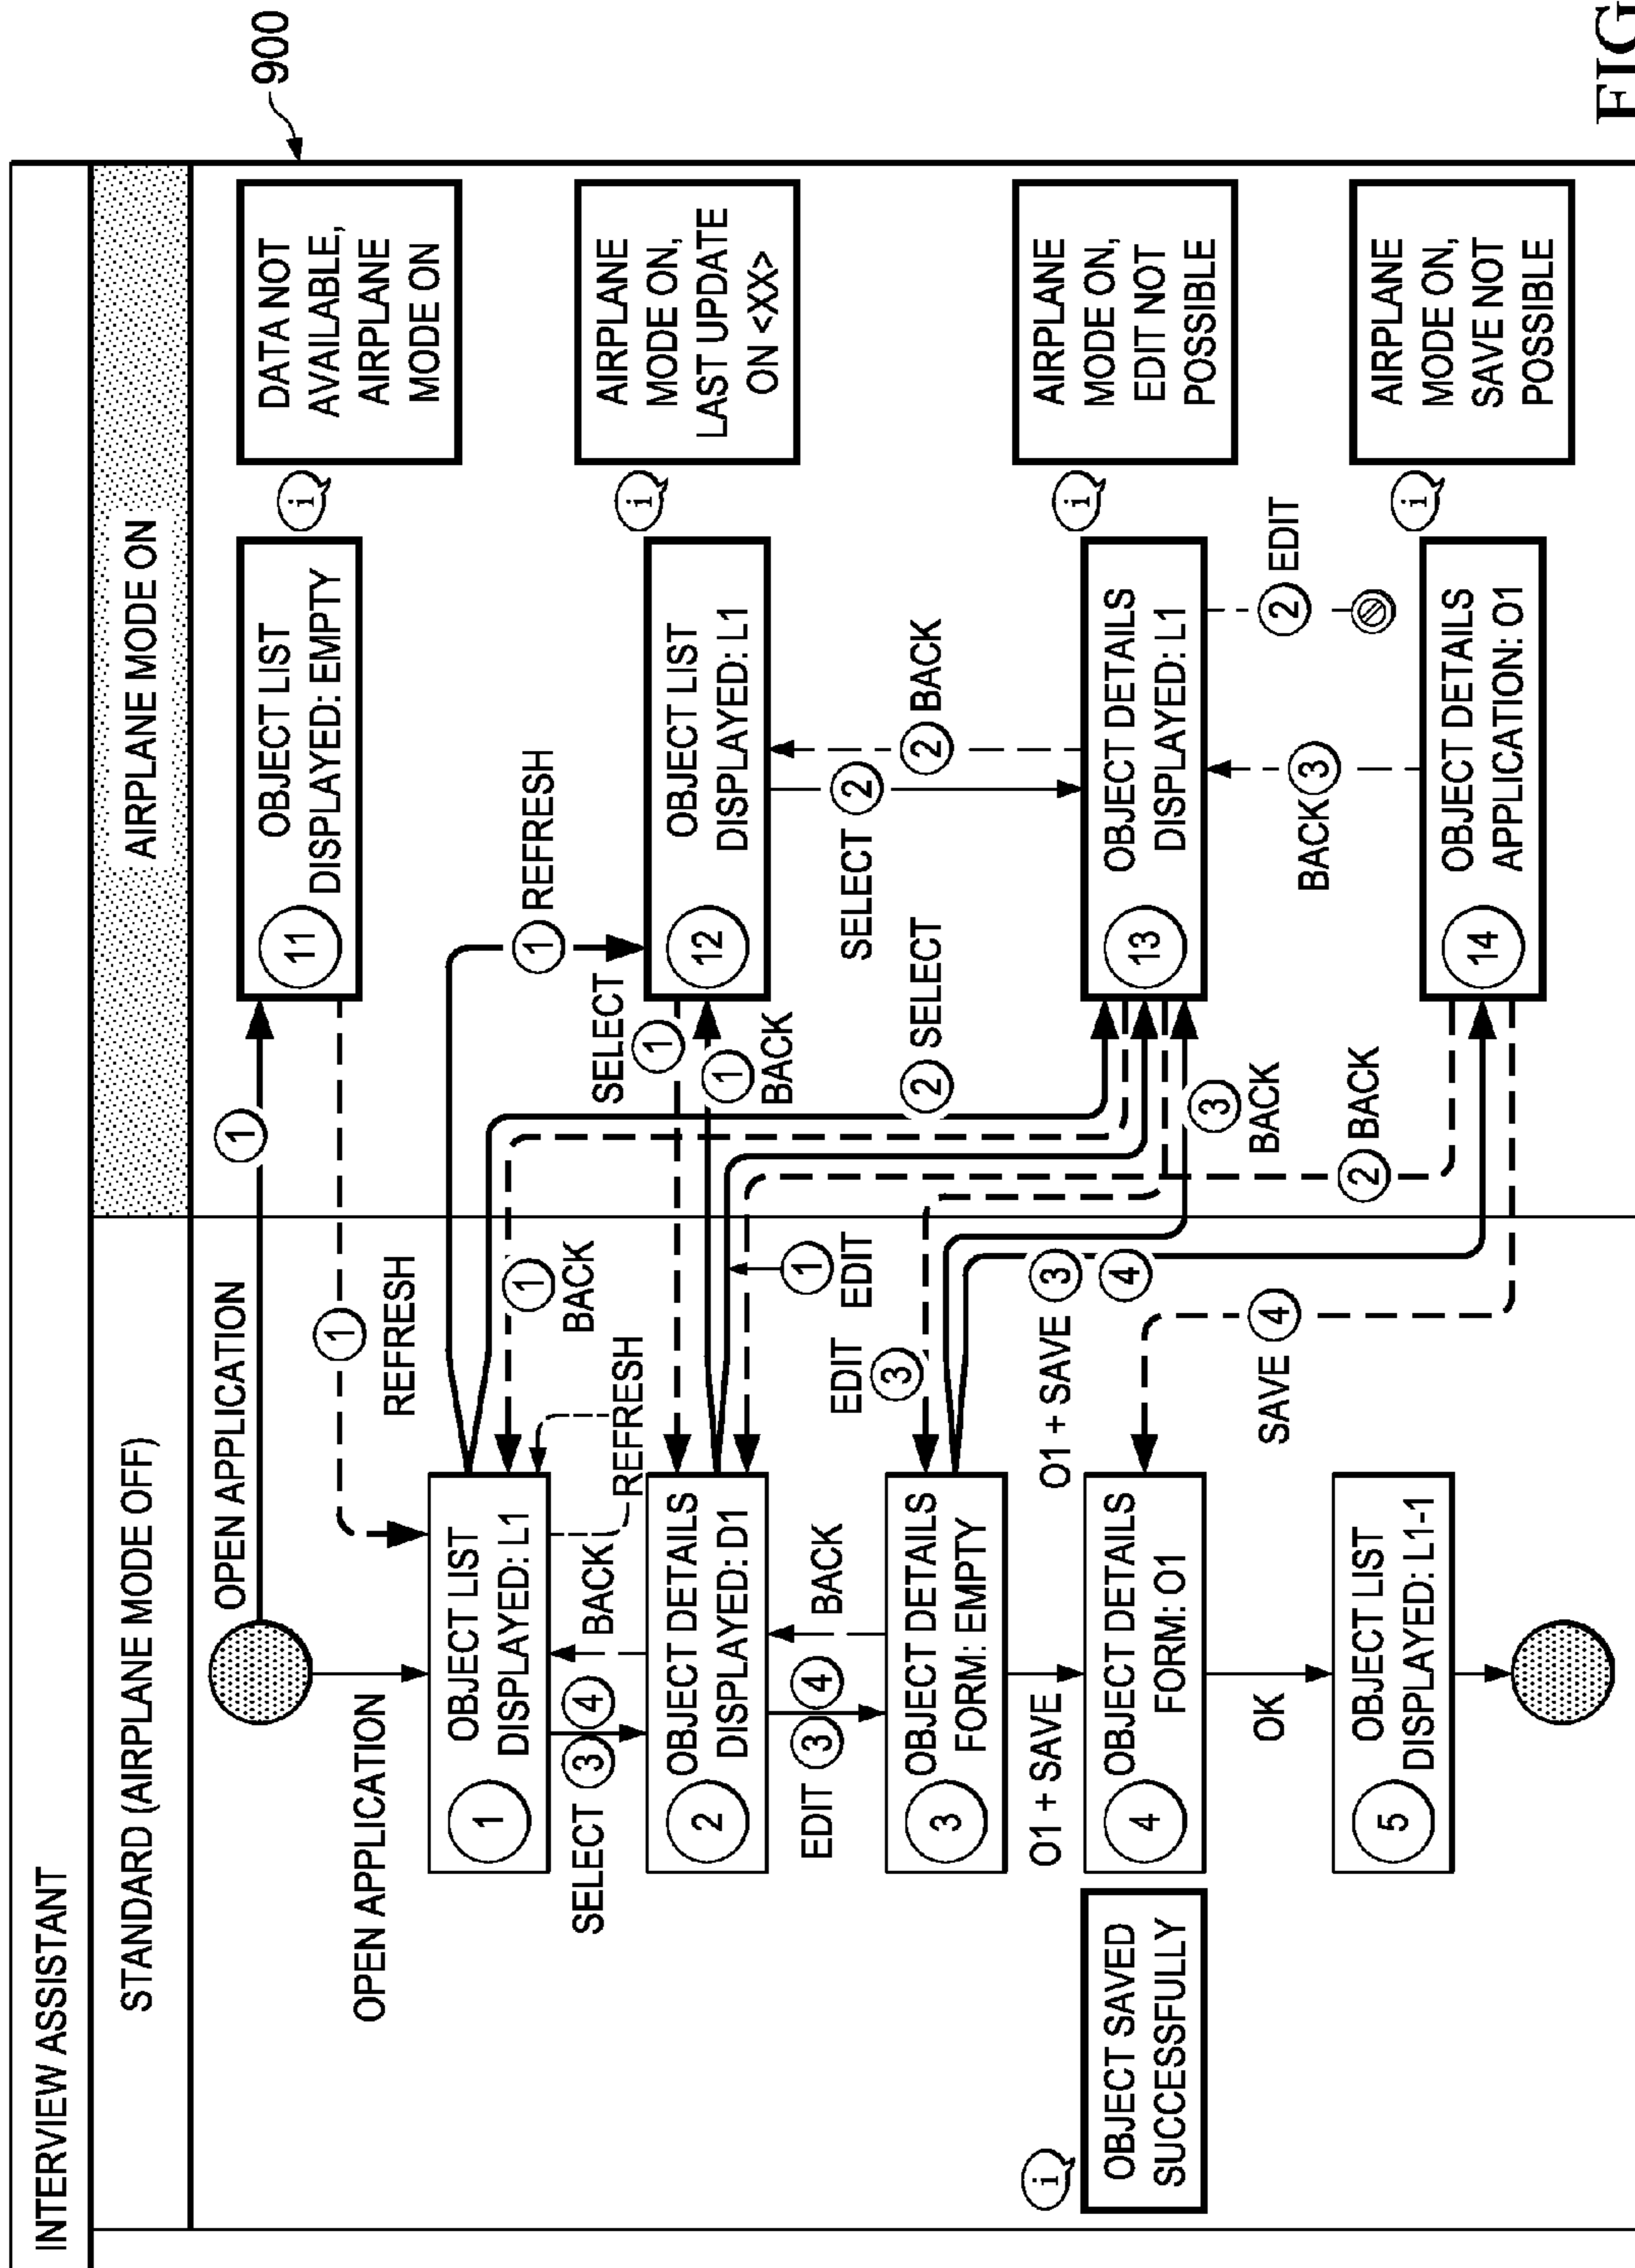 INTERVIEW ASSISTANT
STANDARD (AIRPLANE MODE OFF)
AIRPLANE MODE ON
900
OPEN APPLICATION
1
OPEN APPLICATION
1
REFRESH
11
OBJECT LIST
DISPLAYED: EMPTY
i
DATA NOT
AVAILABLE,
AIRPLANE
MODE ON
1
OBJECT LIST
DISPLAYED: L1
REFRESH
1
BACK
1
REFRESH
SELECT
3
4
BACK
SELECT
1
1
BACK
12
OBJECT LIST
DISPLAYED: L1
i
AIRPLANE
MODE ON,
LAST UPDATE
ON <XX>
2
OBJECT DETAILS
DISPLAYED: D1
1
EDIT
SELECT
2
2
BACK
2
SELECT
EDIT
3
4
BACK
EDIT
3
3
OBJECT DETAILS
FORM: EMPTY
3
BACK
13
OBJECT DETAILS
DISPLAYED: L1
i
AIRPLANE
MODE ON,
EDIT NOT
POSSIBLE
O1 + SAVE
O1 + SAVE
3
4
2
BACK
BACK
3
2
EDIT
i
OBJECT SAVED
SUCCESSFULLY
4
OBJECT DETAILS
FORM: O1
SAVE
4
14
OBJECT DETAILS
APPLICATION: O1
i
AIRPLANE
MODE ON,
SAVE NOT
POSSIBLE
OK
5
OBJECT LIST
DISPLAYED: L1-1